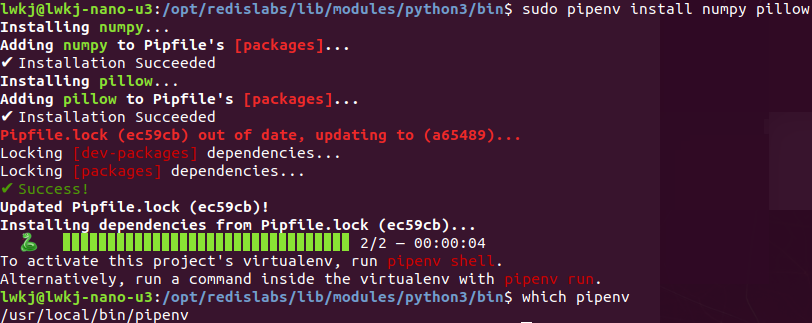 lwkj@lwkj-nano-u3:/opt/redislabs/lib/modules/python3/bin$ sudo pipenv install numpy pillow
Installing numpy...
Adding numpy to Pipfile's [packages]...
✔ Installation Succeeded
Installing pillow...
Adding pillow to Pipfile's [packages]...
✔ Installation Succeeded
Pipfile.lock (ec59cb) out of date, updating to (a65489)...
Locking [dev-packages] dependencies...
Locking [packages] dependencies...
✔ Success!
Updated Pipfile.lock (ec59cb)!
Installing dependencies from Pipfile.lock (ec59cb)...
2/2 — 00:00:04
To activate this project's virtualenv, run pipenv shell.
Alternatively, run a command inside the virtualenv with pipenv run.
lwkj@lwkj-nano-u3:/opt/redislabs/lib/modules/python3/bin$ which pipenv
/usr/local/bin/pipenv